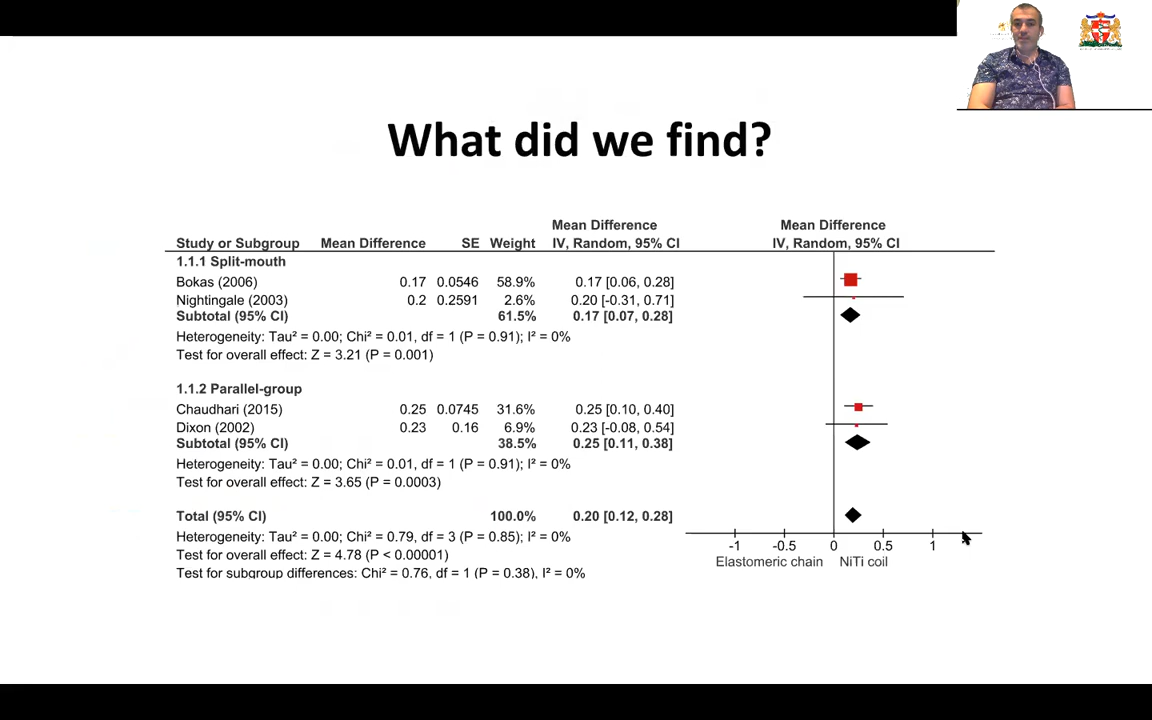 What did we find?
Mean Difference Mean Difference
Study or Subgroup Mean Difference SE Weight IV, Random, 95% CI IV, Random, 95% CI
1.1.1 Split-mouth
Bokas (2006) 0.17 0.0546 58.9% 0.17 [0.06, 0.28]
Nightingale (2003) 0.2 0.2591 2.6% 0.20 [-0.31, 0.71]
Subtotal (95% CI) 61.5% 0.17 [0.07, 0.28]
Heterogeneity: Tau² = 0.00; Chi² = 0.01, df = 1 (P = 0.91); I² = 0%
Test for overall effect: Z = 3.21 (P = 0.001)
1.1.2 Parallel-group
Chaudhari (2015) 0.25 0.0745 31.6% 0.25 [0.10, 0.40]
Dixon (2002) 0.23 0.16 6.9% 0.23 [-0.08, 0.54]
Subtotal (95% CI) 38.5% 0.25 [0.11, 0.38]
Heterogeneity: Tau² = 0.00; Chi² = 0.01, df = 1 (P = 0.91); I² = 0%
Test for overall effect: Z = 3.65 (P = 0.0003)
Total (95% CI) 100.0% 0.20 [0.12, 0.28]
Heterogeneity: Tau² = 0.00; Chi² = 0.79, df = 3 (P = 0.85); I² = 0%
Test for overall effect: Z = 4.78 (P < 0.00001)
Test for subgroup differences: Chi² = 0.76, df = 1 (P = 0.38), I² = 0%
-1 -0.5 0 0.5 1
Elastomeric chain NiTi coil